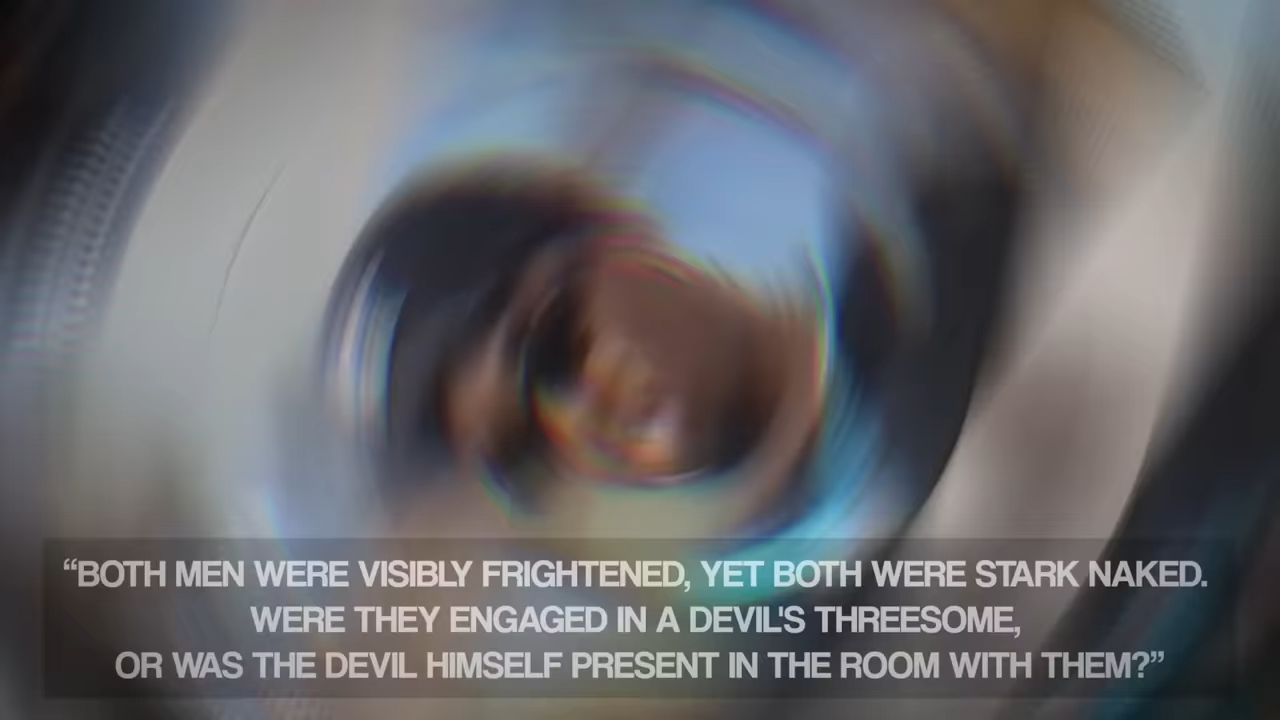 “BOTH MEN WERE VISIBLY FRIGHTENED, YET BOTH WERE STARK NAKED.
WERE THEY ENGAGED IN A DEVIL'S THREESOME,
OR WAS THE DEVIL HIMSELF PRESENT IN THE ROOM WITH THEM?”